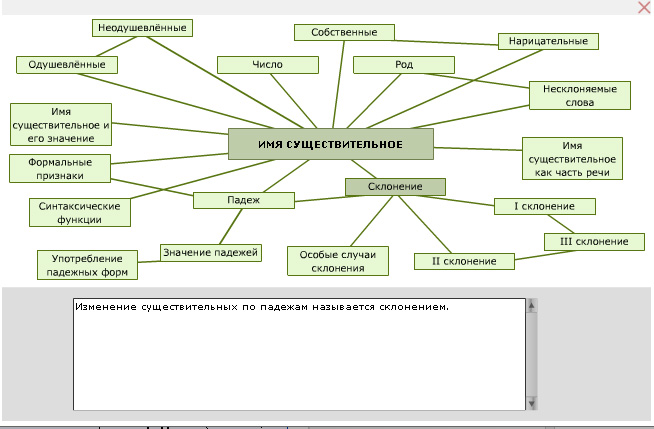 Неодушевлённые
Собственные
Нарицательные
Одушевлённые
Число
Род
Несклоняемые
слова
Имя
существительное и
его значение
ИМЯ СУЩЕСТВИТЕЛЬНОЕ
Имя
существительное
как часть речи
Формальные
признаки
Склонение
Падеж
Синтаксические
функции
I склонение
III склонение
Значение падежей
Употребление
падежных форм
Особые случаи
склонения
II склонение
Изменение существительных по падежам называется склонением.